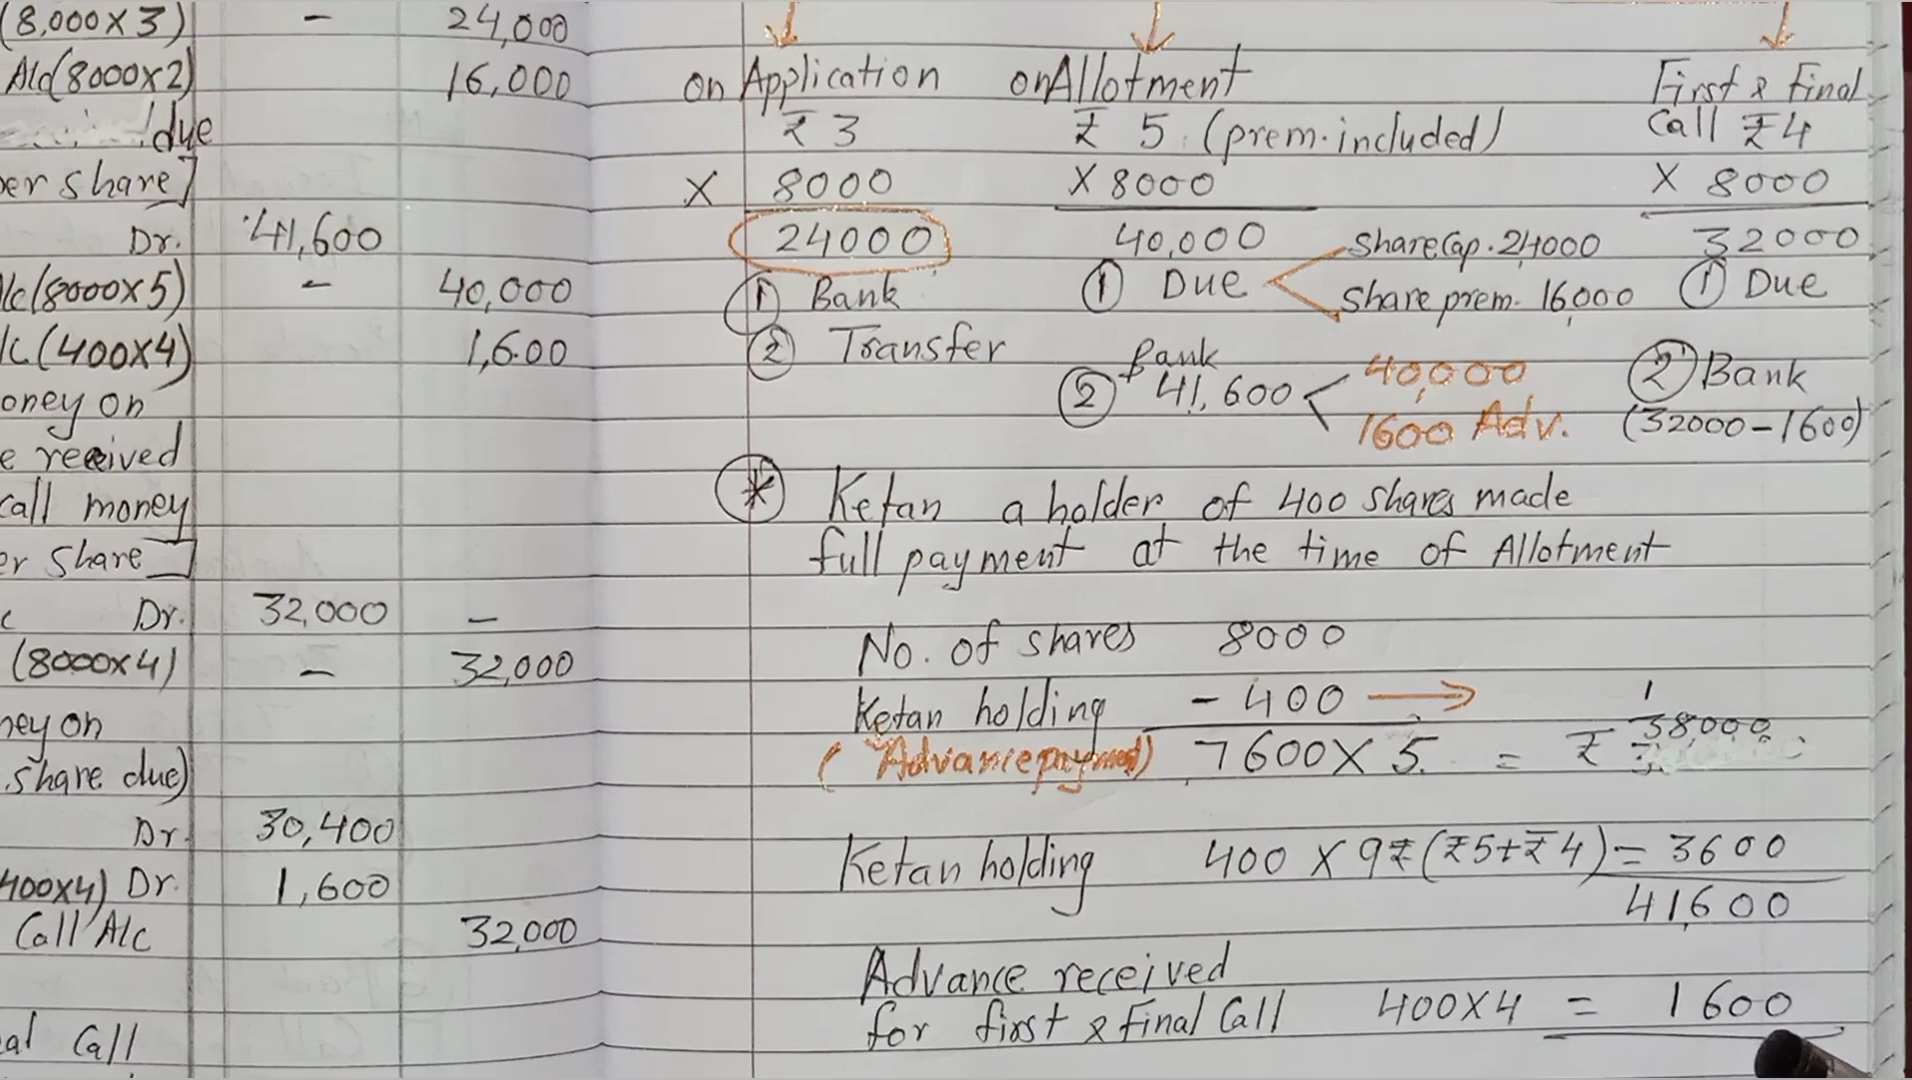 (8,000x3) - 24,000
A/c(8000x2) 16,000
due
er share]
Dr. 41,600
/c(8000x5) - 40,000
/c.(400x4) 1,600
oney on
e received
call money
er Share]
c Dr. 32,000 -
(8000x4) - 32,000
ney on
share due)
Dr. 30,400
400x4) Dr. 1,600
Call A/c 32,000
al Call
on Application
₹ 3
X 8000
24000
① Bank
② Transfer
on Allotment
₹ 5 (prem. included)
X 8000
40,000
① Due
Share Cap. 24000
Share prem. 16,000
Bank
② 41,600
40,000
1600 Adv.
First & Final
Call ₹4
X 8000
32000
① Due
② Bank
(32000-1600)
* Ketan a holder of 400 shares made
full payment at the time of Allotment
No. of shares 8000
Ketan holding - 400
(Advance payment) 7600 X 5 = ₹ 38000
Ketan holding 400 X 9₹ (₹5+₹4) = 3600
41,600
Advance received
for first & Final Call 400X4 = 1600